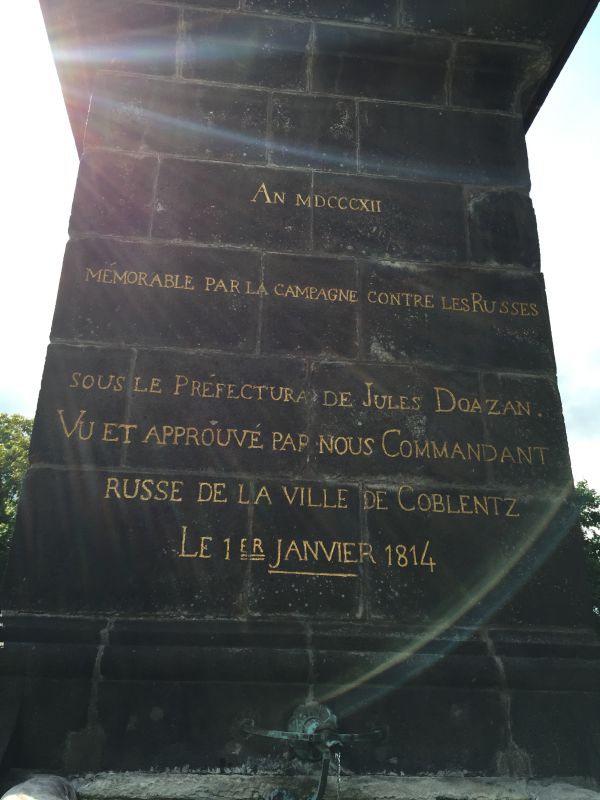 AN MDCCCXII
MÉMORABLE PAR LA CAMPAGNE CONTRE LES RUSSES
SOUS LE PRÉFECTURA DE JULES DOAZAN.
VU ET APPROUVÉ PAR NOUS COMMANDANT
RUSSE DE LA VILLE DE COBLENTZ
LE 1ER JANVIER 1814